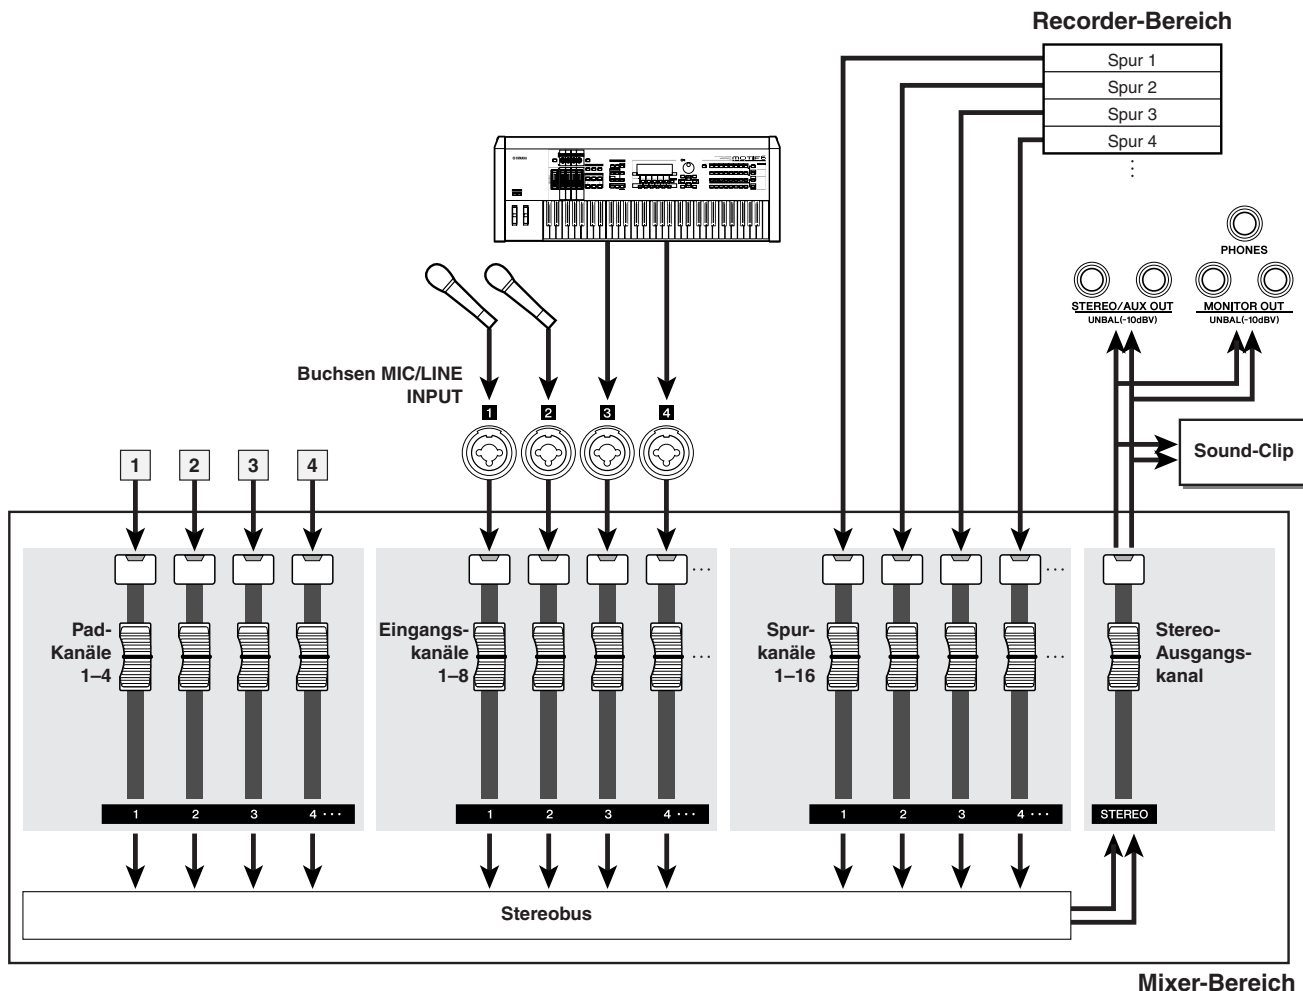 Recorder-Bereich
Spur 1
Spur 2
Spur 3
Spur 4
⋮
YAMAHA
MOTIF 6
PHONES
STEREO/AUX OUT
UNBAL(-10dBV)
MONITOR OUT
UNBAL(-10dBV)
Buchsen MIC/LINE
INPUT
1 2 3 4
Sound-Clip
1 2 3 4
Pad-
Kanäle
1–4
Eingangs-
kanäle
1–8
···
···
Spur-
kanäle
1–16
···
···
Stereo-
Ausgangs-
kanal
1 2 3 4 ···
1 2 3 4 ···
1 2 3 4 ···
STEREO
Stereobus
Mixer-Bereich